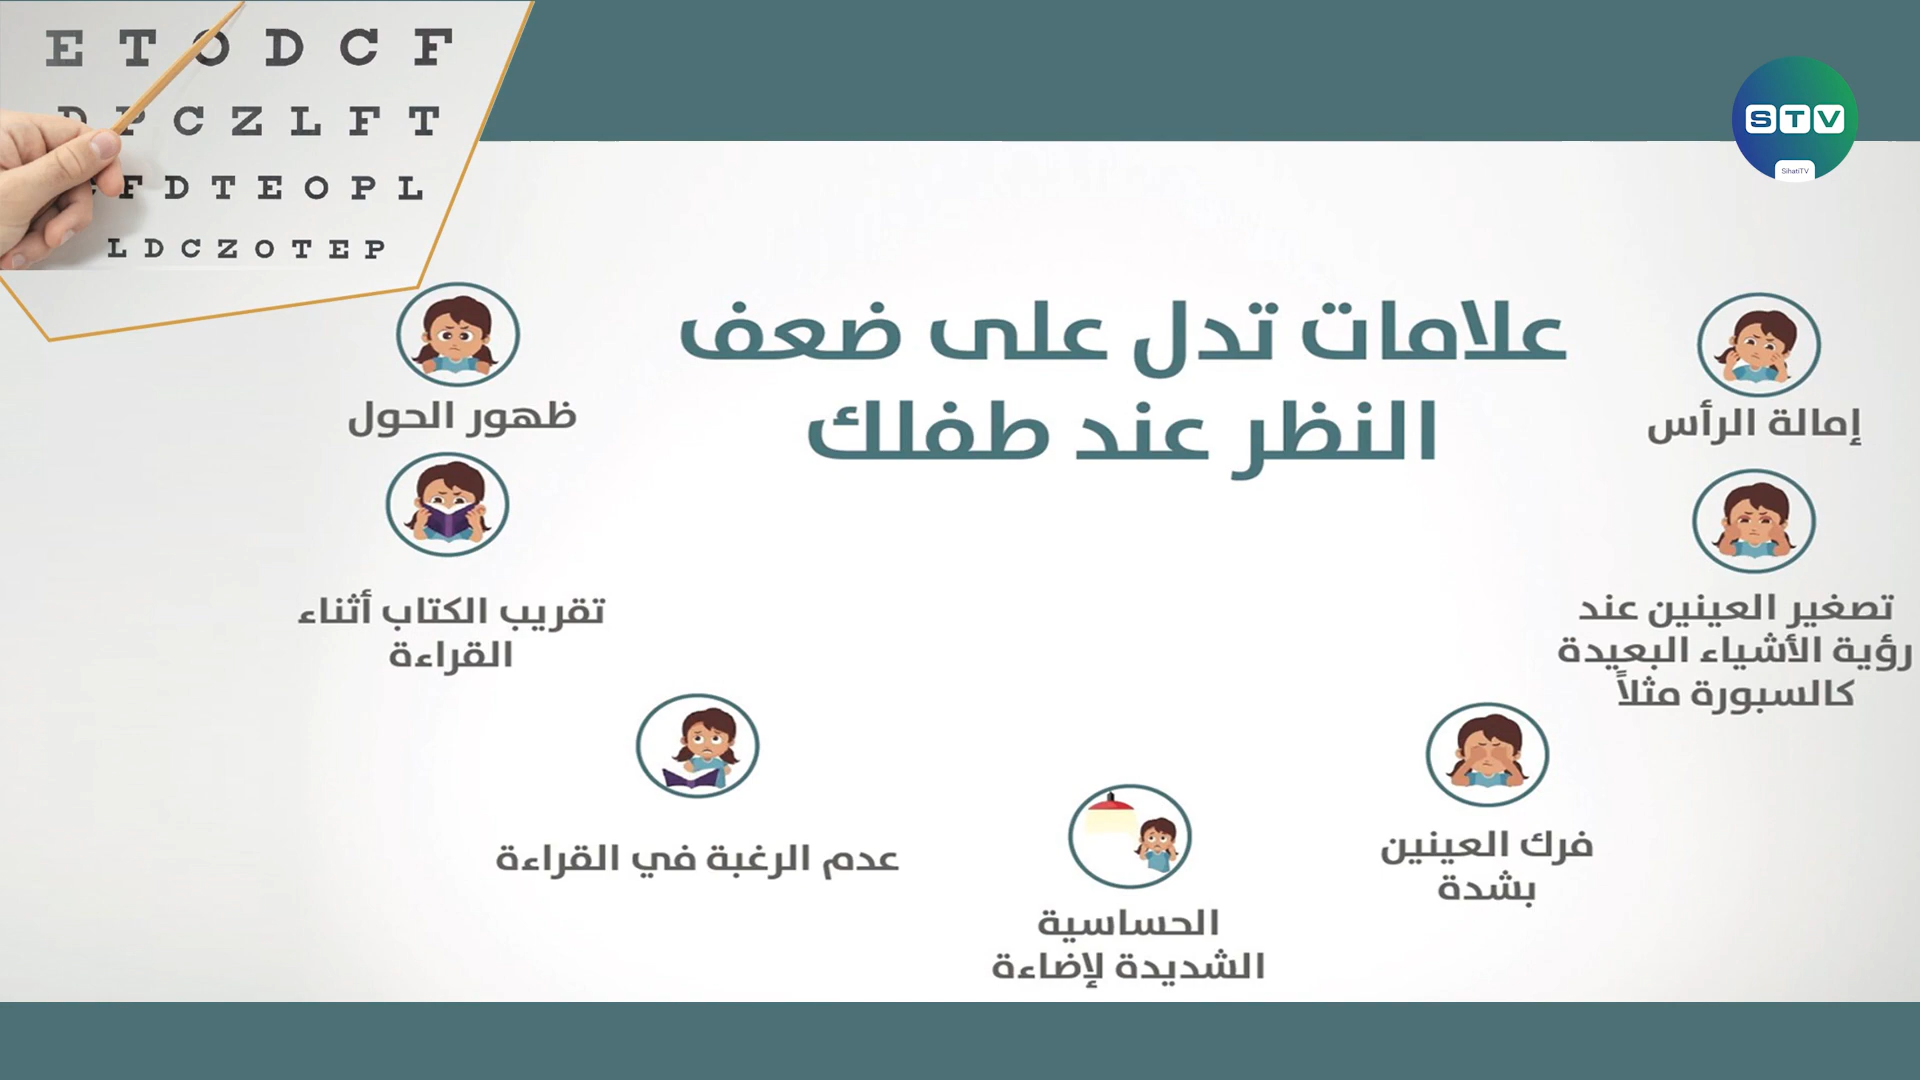 E T O D C F
D P C Z L F T
F D T E O P L
L D C Z O T E P
S T V
SihatiTV
علامات تدل على ضعف
النظر عند طفلك
إمالة الرأس
تصغير العينين عند
رؤية الأشياء البعيدة
كالسبورة مثلاً
فرك العينين
بشدة
الحساسية
الشديدة لإضاءة
عدم الرغبة في القراءة
تقريب الكتاب أثناء
القراءة
ظهور الحول